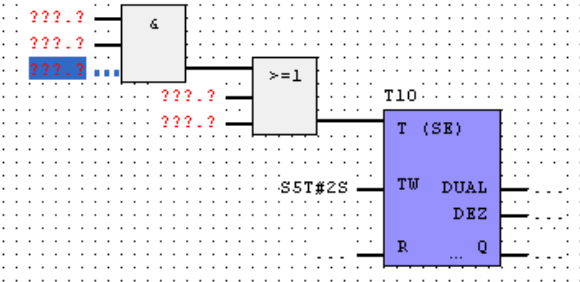 ???.?
&
???.?
???.?
>=1
???.?
???.?
T10
T (SE)
S5T#2S TW DUAL ...
DEZ ...
... R ... Q ...